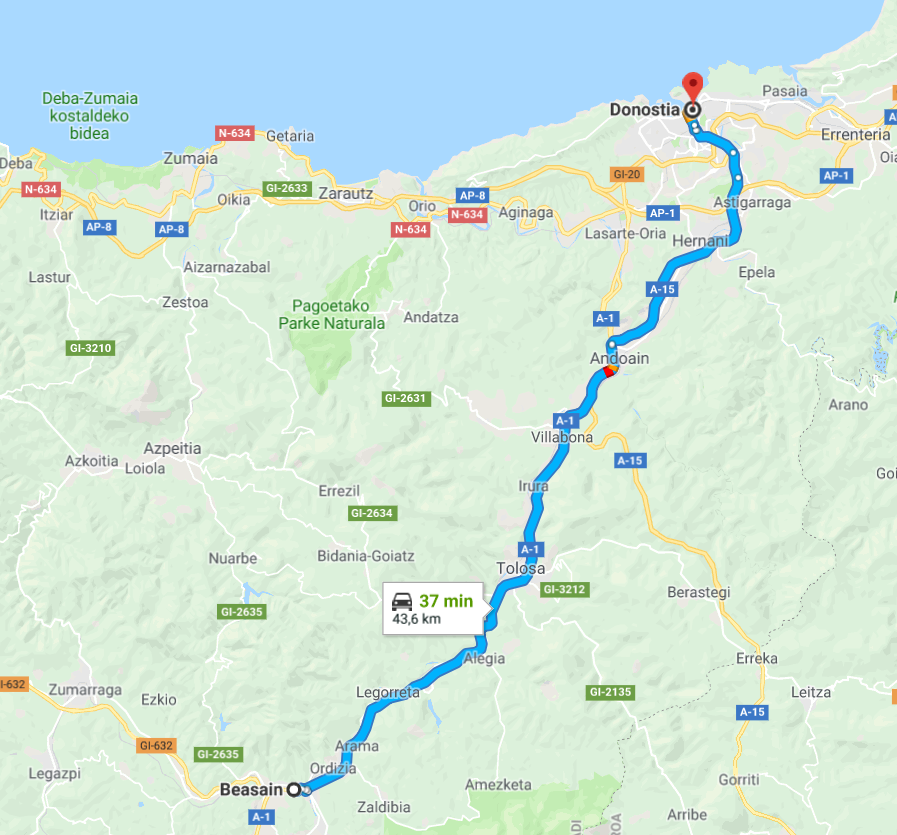 Deba-Zumaia
kostaldeko
bidea
Pasaia
Donostia
N-634
Getaria
Errenteria
Zumaia
Deba
GI-20
AP-1
N-634
GI-2633
Zarautz
AP-8
Oikia
Orio
Astigarraga
Itziar
N-634
Aginaga
AP-1
AP-8
AP-8
N-634
Lasarte-Oria
Hernani
Aizarnazabal
Epela
Lastur
A-15
Zestoa
Pagoetako
Parke Naturala
Andatza
A-1
GI-3210
Andoain
GI-2631
Arano
A-1
Villabona
Azpeitia
Azkoitia
Loiola
A-15
Irura
Errezil
GI-2634
A-1
Nuarbe
Bidania-Goiatz
Tolosa
GI-3212
Berastegi
37 min
43,6 km
GI-2635
Alegia
Erreka
Zumarraga
Legorreta
GI-2135
Leitza
Ezkio
A-15
GI-632
GI-2635
Arama
Ordizia
Legazpi
Beasain
Amezketa
Gorriti
Zaldibia
A-1
Arribe